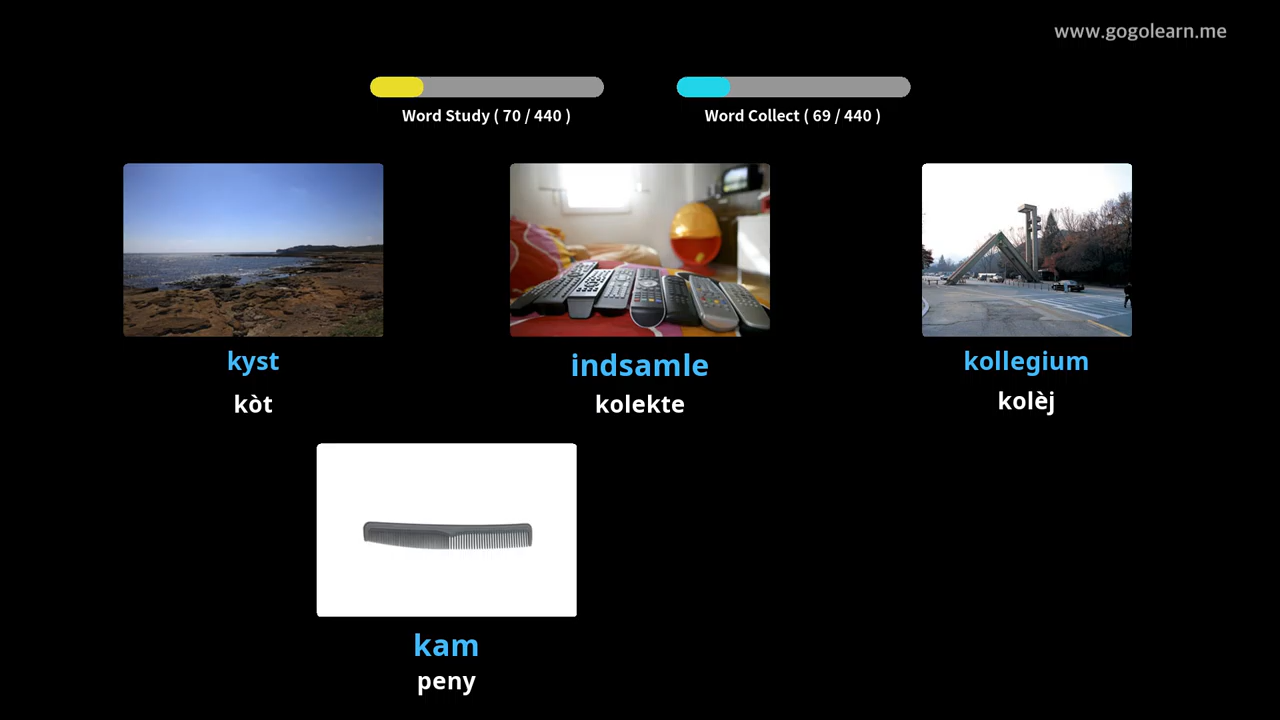 www.gogolearn.me
Word Study ( 70 / 440 )
Word Collect ( 69 / 440 )
kyst
kòt
indsamle
kolekte
kollegium
kolèj
kam
peny